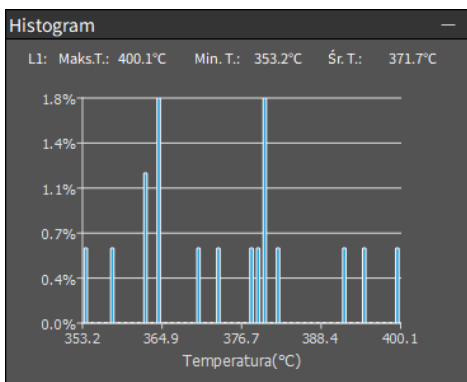 Histogram
L1: Maks.T.: 400.1°C Min. T.: 353.2°C Śr. T.: 371.7°C
1.8%
1.4%
1.1%
0.7%
0.4%
0.0%
353.2 364.9 376.7 388.4 400.1
Temperatura(°C)